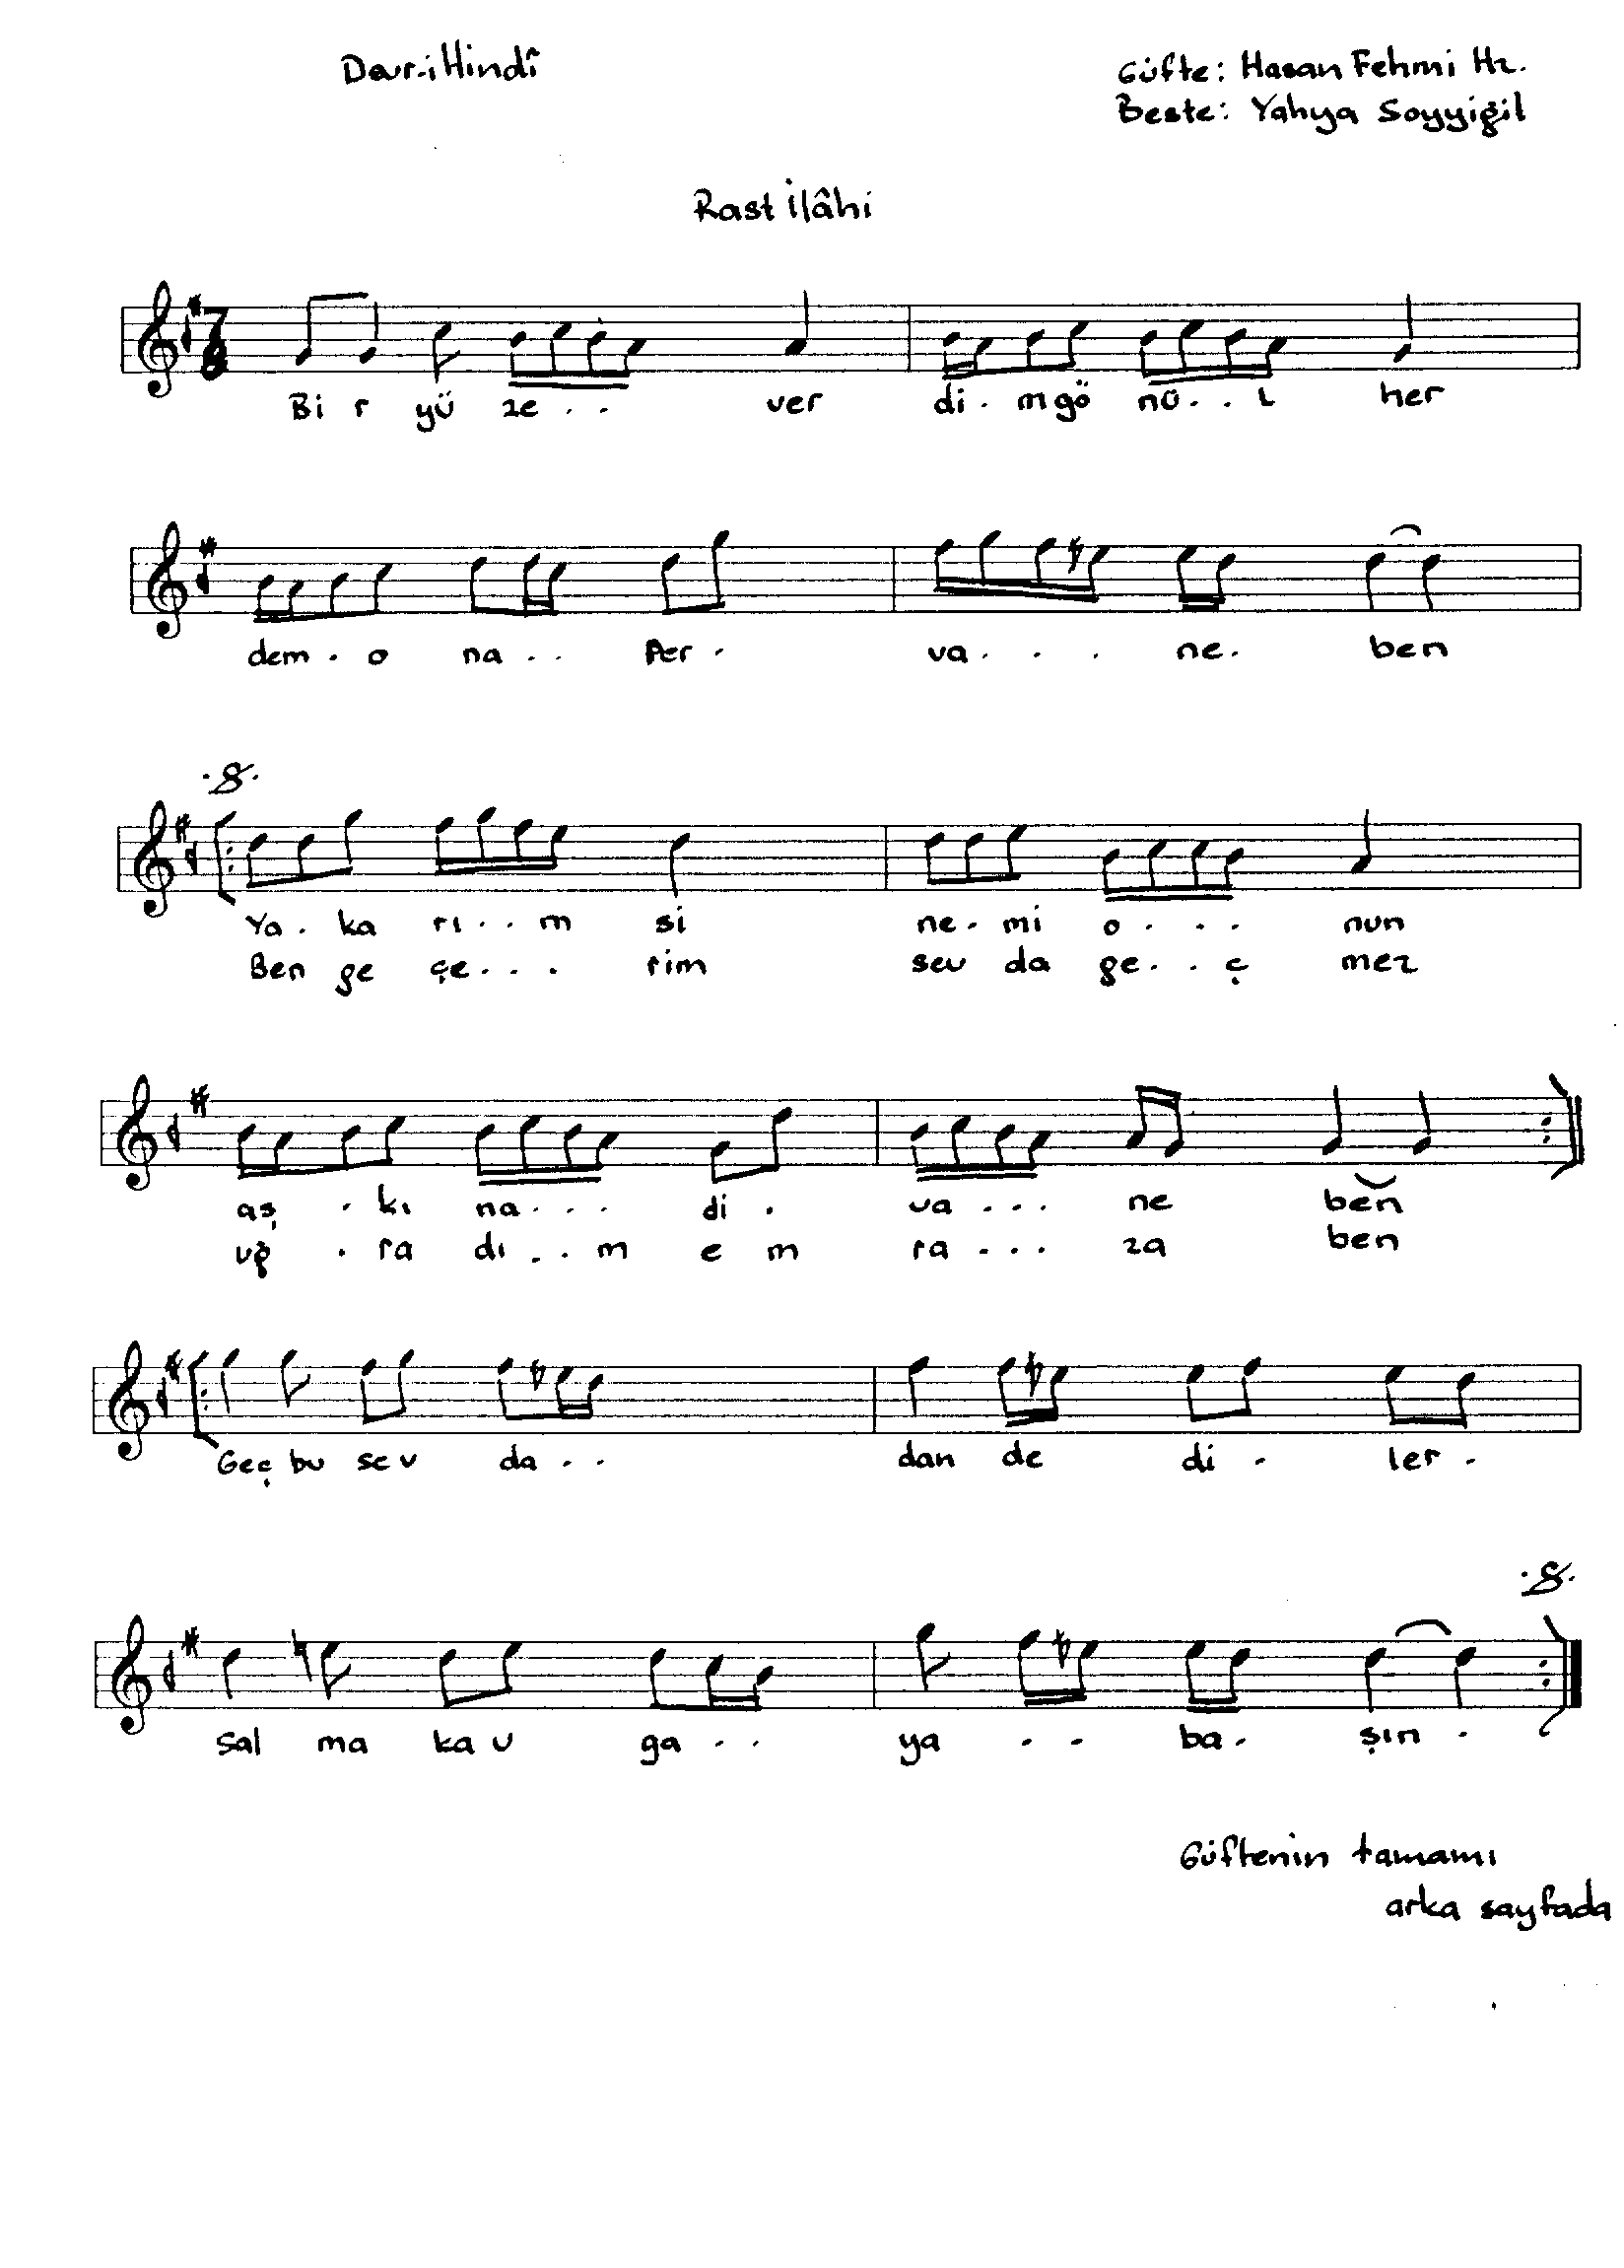 Devr-i Hindî
Güfte: Hasan Fehmi Hz.
Beste: Yahya Soyyiğil
Rast İlâhi
7
8
Bi r yü ze . . ver di . m gö nü . . l her
dem . o na . . Per . va . . . ne . ben
Ya . ka rı . . m si ne . mi o . . . nun
Ben ge çe . . . rim sev da ge . . ç mez
aş . kı na . . . di . va . . . ne ben
uğ . ra dı . . m e m ra . . . za ben
Geç bu se v da . . dan de di . ler .
Sal ma ka v ga . . ya . . ba . şın .
Güftenin tamamı
arka sayfada